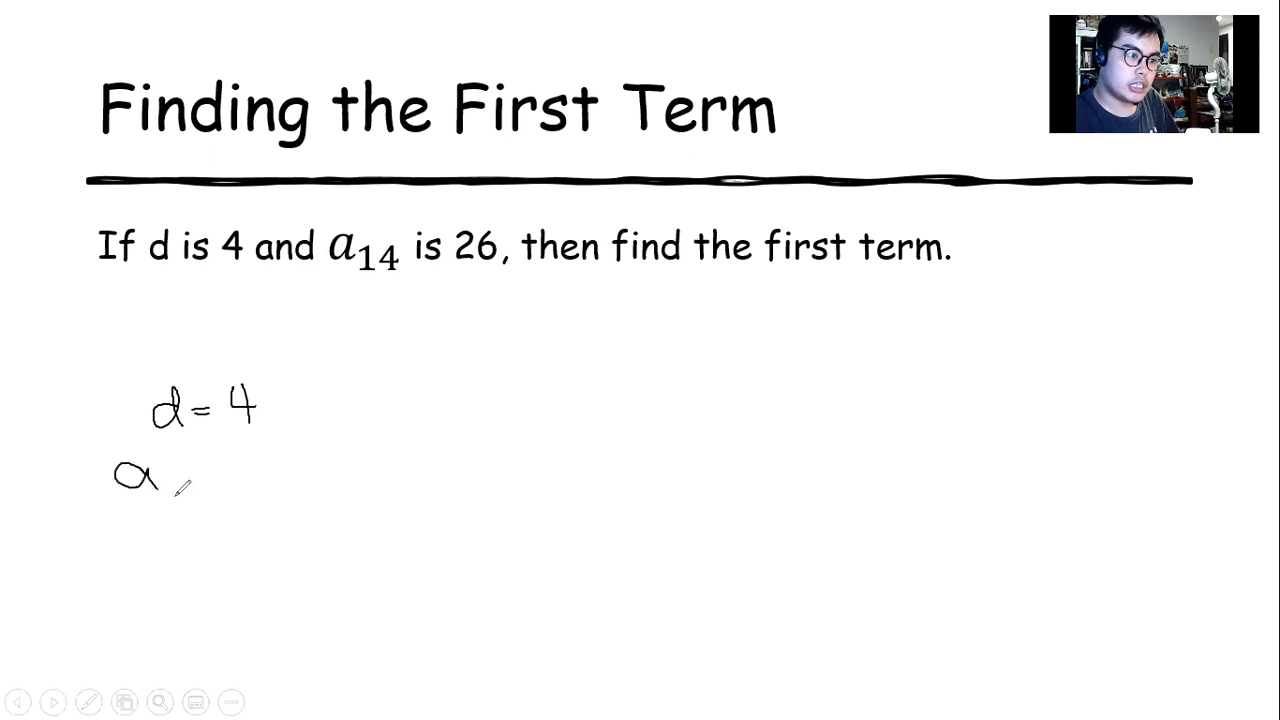 Finding the First Term
If d is 4 and a₁₄ is 26, then find the first term.
d = 4
a